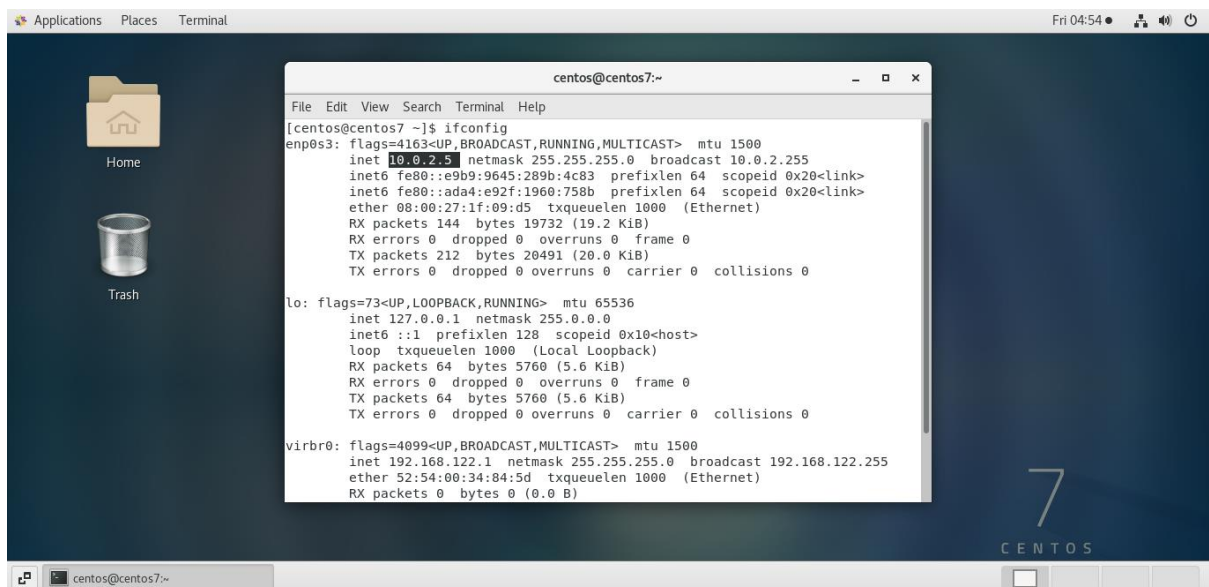 Applications Places Terminal Fri 04:54
Home
Trash
centos@centos7:~
File Edit View Search Terminal Help
[centos@centos7 ~]$ ifconfig
enp0s3: flags=4163<UP,BROADCAST,RUNNING,MULTICAST>  mtu 1500
        inet 10.0.2.5  netmask 255.255.255.0  broadcast 10.0.2.255
        inet6 fe80::e9b9:9645:289b:4c83  prefixlen 64  scopeid 0x20<link>
        inet6 fe80::ada4:e92f:1960:758b  prefixlen 64  scopeid 0x20<link>
        ether 08:00:27:1f:09:d5  txqueuelen 1000  (Ethernet)
        RX packets 144  bytes 19732 (19.2 KiB)
        RX errors 0  dropped 0  overruns 0  frame 0
        TX packets 212  bytes 20491 (20.0 KiB)
        TX errors 0  dropped 0 overruns 0  carrier 0  collisions 0
lo: flags=73<UP,LOOPBACK,RUNNING>  mtu 65536
        inet 127.0.0.1  netmask 255.0.0.0
        inet6 ::1  prefixlen 128  scopeid 0x10<host>
        loop  txqueuelen 1000  (Local Loopback)
        RX packets 64  bytes 5760 (5.6 KiB)
        RX errors 0  dropped 0  overruns 0  frame 0
        TX packets 64  bytes 5760 (5.6 KiB)
        TX errors 0  dropped 0 overruns 0  carrier 0  collisions 0
virbr0: flags=4099<UP,BROADCAST,MULTICAST>  mtu 1500
        inet 192.168.122.1  netmask 255.255.255.0  broadcast 192.168.122.255
        ether 52:54:00:34:84:5d  txqueuelen 1000  (Ethernet)
        RX packets 0  bytes 0 (0.0 B)
7
CENTOS
centos@centos7:~